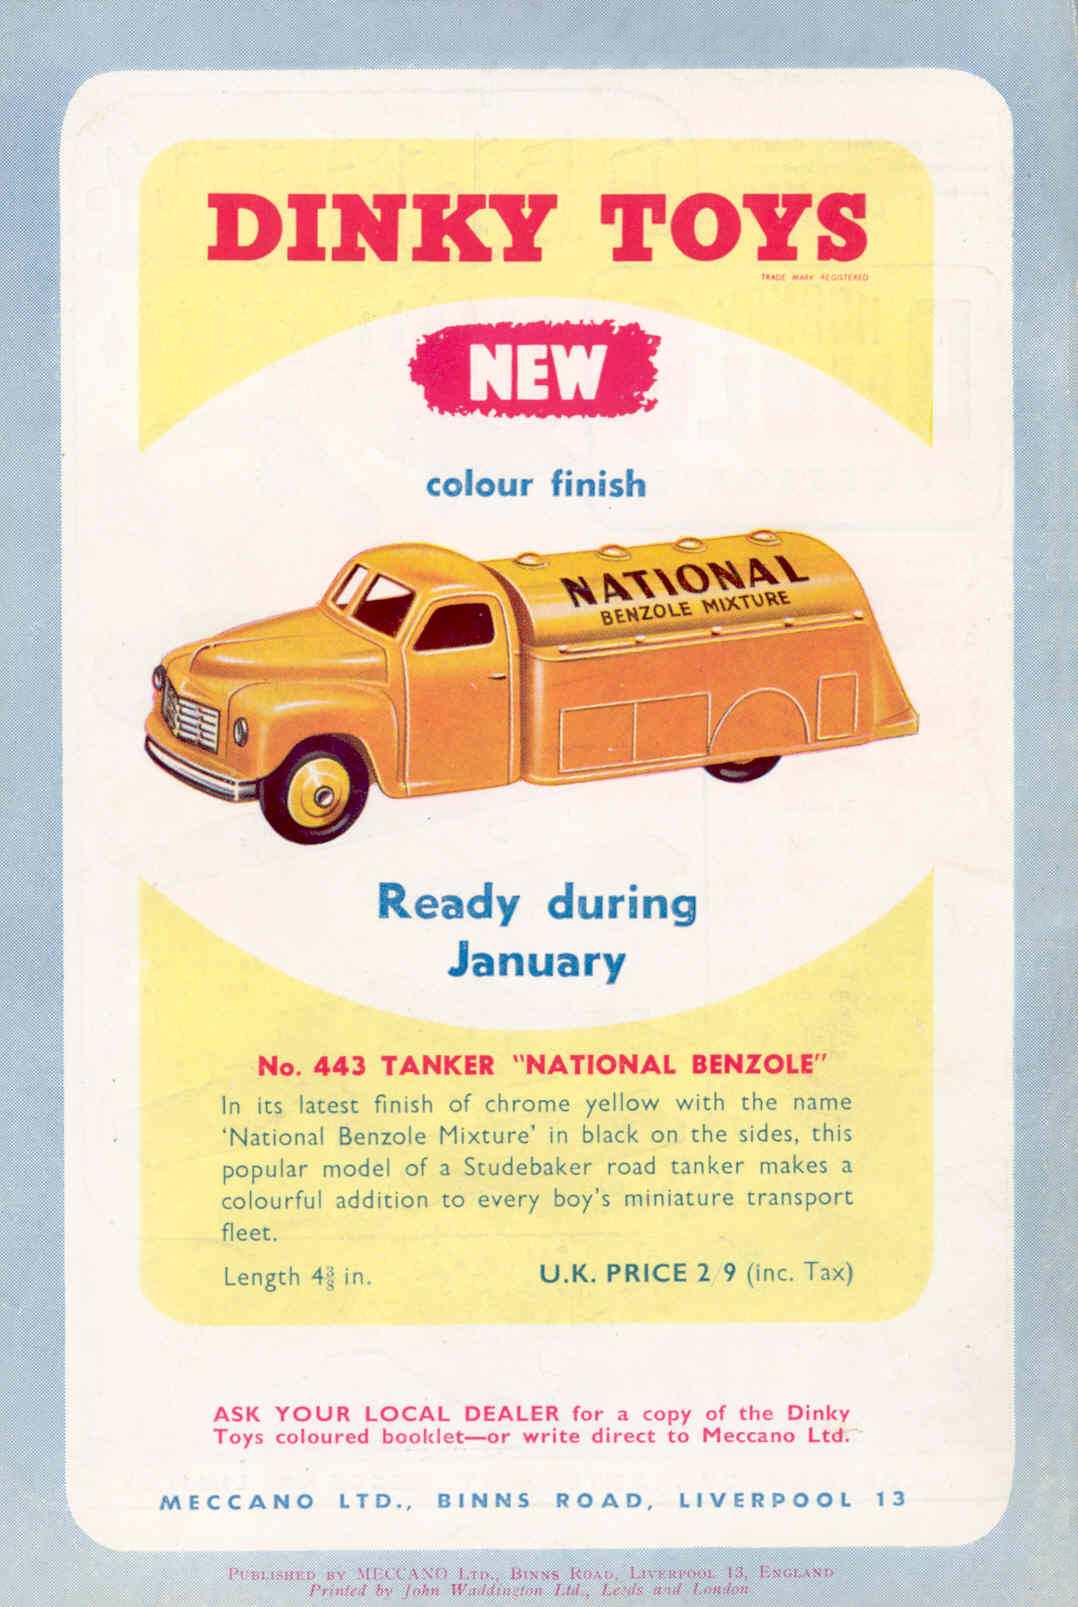 DINKY TOYS
TRADE MARK REGISTERED
NEW
colour finish
NATIONAL
BENZOLE MIXTURE
Ready during
January
No. 443 TANKER "NATIONAL BENZOLE"
In its latest finish of chrome yellow with the name
‘National Benzole Mixture’ in black on the sides, this
popular model of a Studebaker road tanker makes a
colourful addition to every boy's miniature transport
fleet.
Length 4⅜ in. U.K. PRICE 2/9 (inc. Tax)
ASK YOUR LOCAL DEALER for a copy of the Dinky
Toys coloured booklet—or write direct to Meccano Ltd.
MECCANO LTD., BINNS ROAD, LIVERPOOL 13
PUBLISHED BY MECCANO LTD., BINNS ROAD, LIVERPOOL 13, ENGLAND
Printed by John Waddington Ltd., Leeds and London